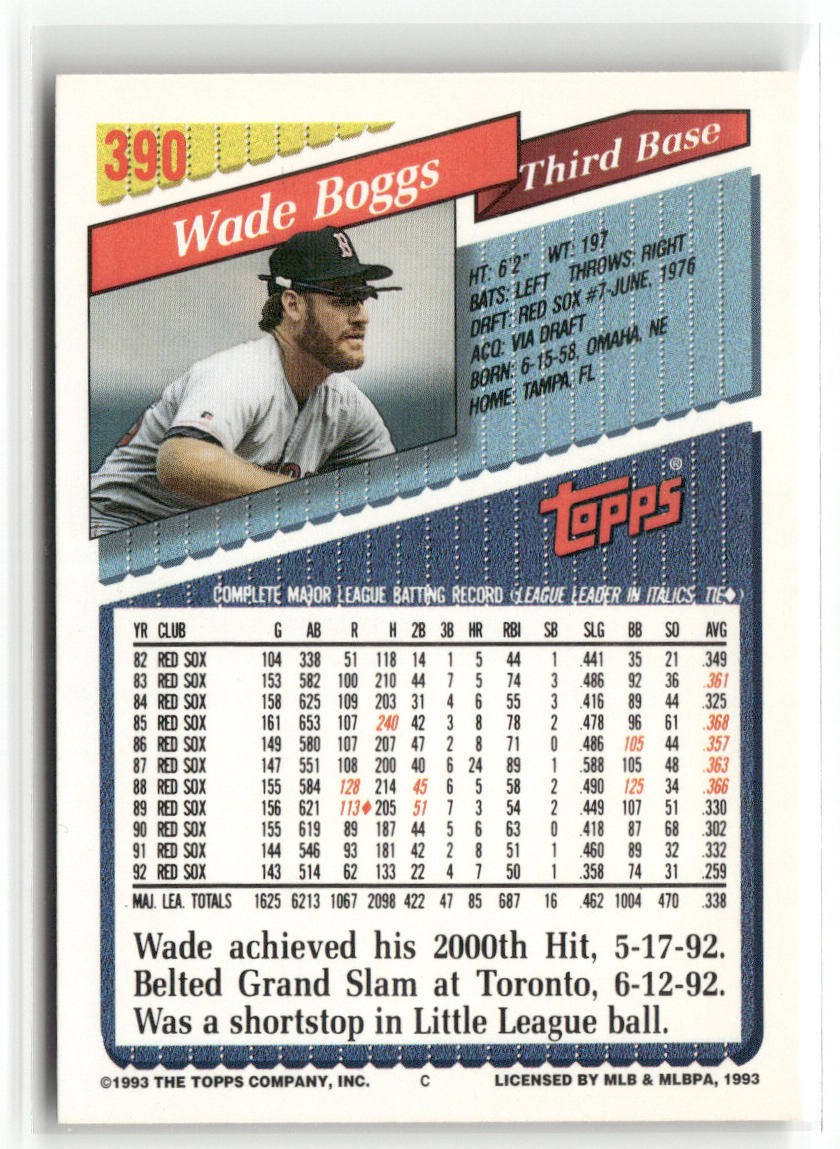 390
Wade Boggs
Third Base
B
HT: 6'2" WT: 197
BATS: LEFT THROWS: RIGHT
DRFT: RED SOX #7-JUNE, 1976
ACQ: VIA DRAFT
BORN: 6-15-58, OMAHA, NE
HOME: TAMPA, FL
TOPPS®
COMPLETE MAJOR LEAGUE BATTING RECORD (LEAGUE LEADER IN ITALICS, TIE♦)
YR CLUB G AB R H 2B 3B HR RBI SB SLG BB SO AVG
82 RED SOX 104 338 51 118 14 1 5 44 1 .441 35 21 .349
83 RED SOX 153 582 100 210 44 7 5 74 3 .486 92 36 .361
84 RED SOX 158 625 109 203 31 4 6 55 3 .416 89 44 .325
85 RED SOX 161 653 107 240 42 3 8 78 2 .478 96 61 .368
86 RED SOX 149 580 107 207 47 2 8 71 0 .486 105 44 .357
87 RED SOX 147 551 108 200 40 6 24 89 1 .588 105 48 .363
88 RED SOX 155 584 128 214 45 6 5 58 2 .490 125 34 .366
89 RED SOX 156 621 113♦ 205 51 7 3 54 2 .449 107 51 .330
90 RED SOX 155 619 89 187 44 5 6 63 0 .418 87 68 .302
91 RED SOX 144 546 93 181 42 2 8 51 1 .460 89 32 .332
92 RED SOX 143 514 62 133 22 4 7 50 1 .358 74 31 .259
MAJ. LEA. TOTALS 1625 6213 1067 2098 422 47 85 687 16 .462 1004 470 .338
Wade achieved his 2000th Hit, 5-17-92.
Belted Grand Slam at Toronto, 6-12-92.
Was a shortstop in Little League ball.
©1993 THE TOPPS COMPANY, INC. C LICENSED BY MLB & MLBPA, 1993